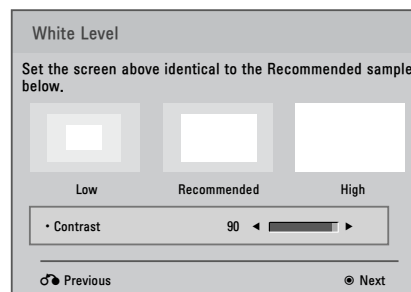 White Level
Set the screen above identical to the Recommended sample
below.
Low Recommended High
• Contrast 90
Previous Next